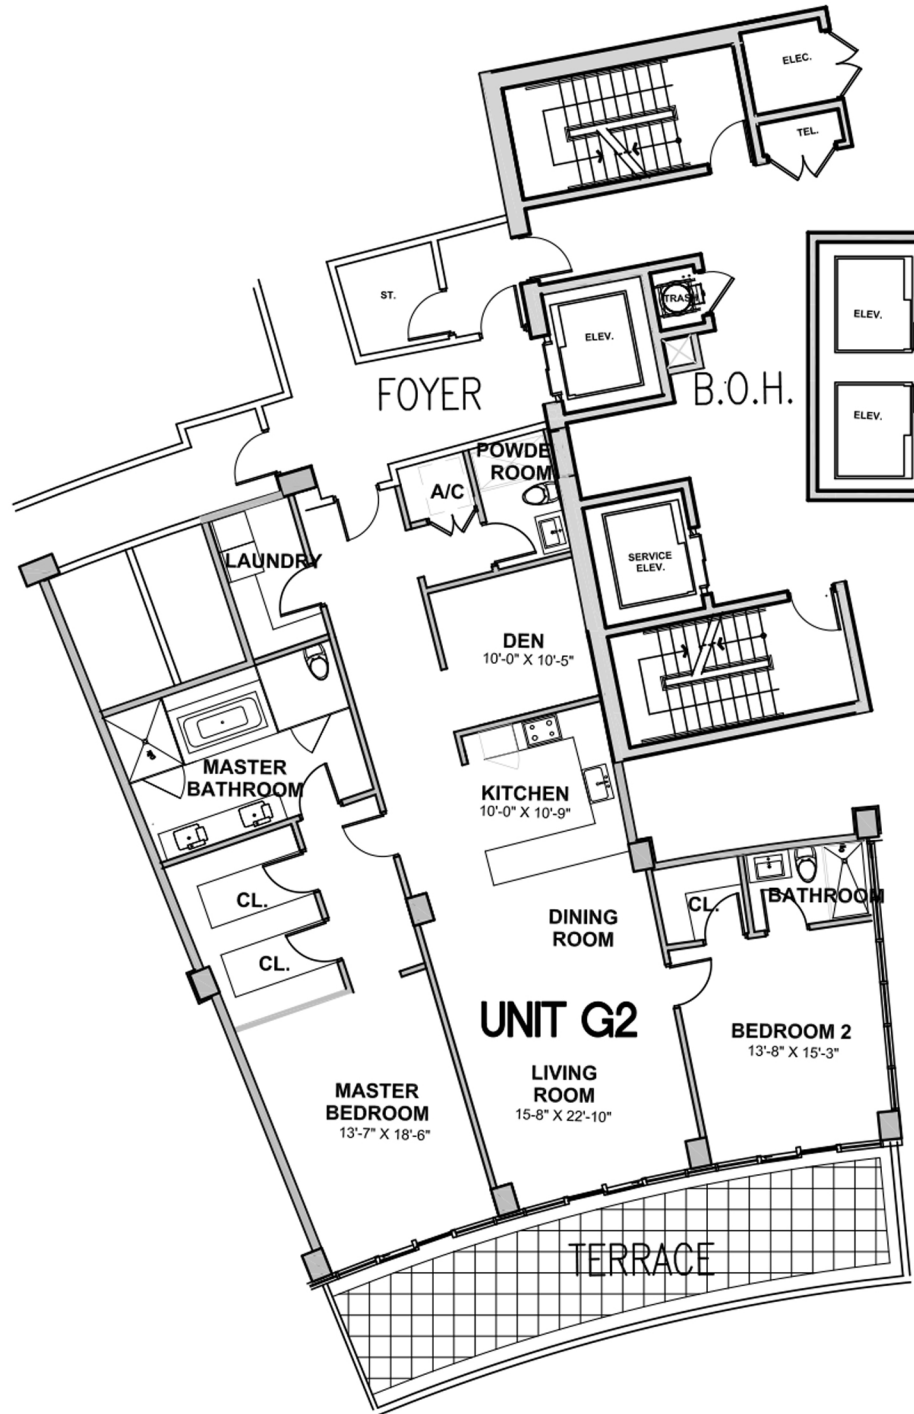 ELEC.
TEL.
ST.
TRAS
ELEV.
ELEV.
FOYER
B.O.H.
ELEV.
POWDE
ROOM
A/C
LAUNDRY
SERVICE
ELEV.
DEN
10'-0" X 10'-5"
MASTER
BATHROOM
KITCHEN
10'-0" X 10'-9"
CL.
CL.
BATHROOM
DINING
ROOM
CL.
UNIT G2
BEDROOM 2
13'-8" X 15'-3"
LIVING
ROOM
15-8" X 22'-10"
MASTER
BEDROOM
13'-7" X 18'-6"
TERRACE